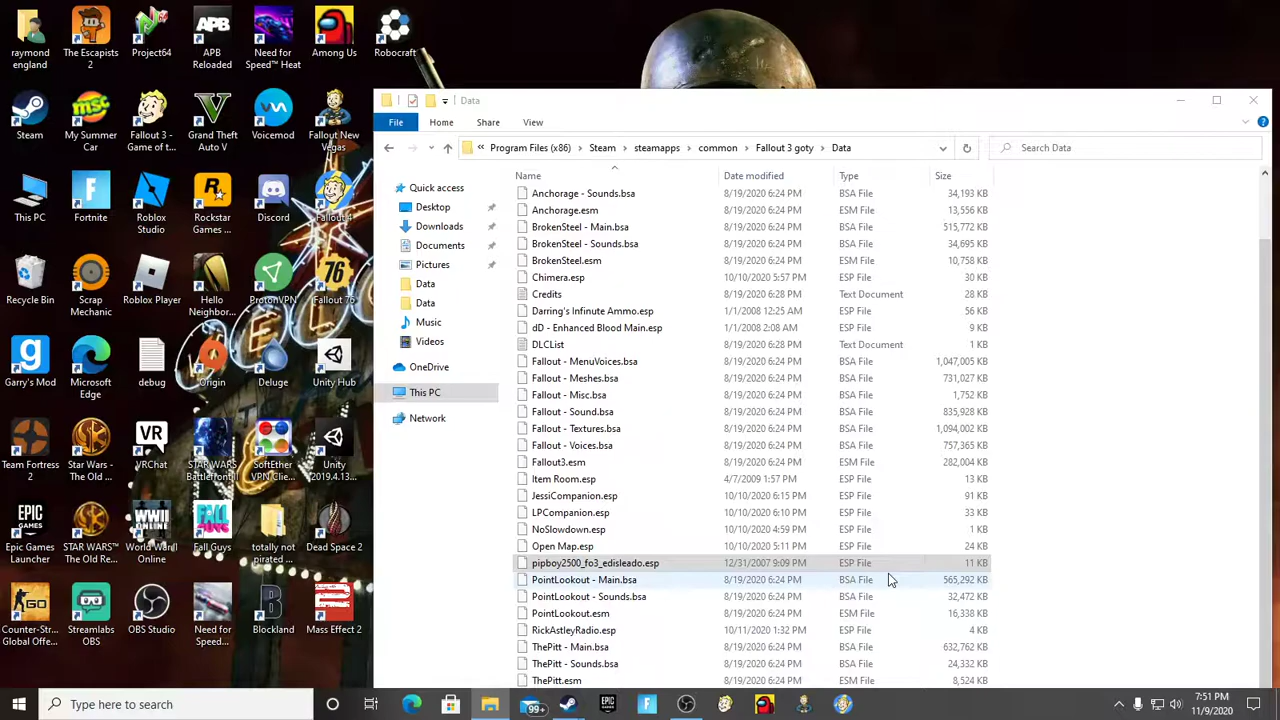 raymond england
The Escapists 2
Project64
APB Reloaded
Need for Speed™ Heat
Among Us
Robocraft
Steam
My Summer Car
Fallout 3 - Game of t...
Grand Theft Auto V
Voicemod
Fallout New Vegas
This PC
Fortnite
Roblox Studio
Rockstar Games ...
Discord
Fallout 4
Recycle Bin
Scrap Mechanic
Roblox Player
Hello Neighbor...
ProtonVPN
Fallout 76
Garry's Mod
Microsoft Edge
debug
Origin
Deluge
Unity Hub
Team Fortress 2
Star Wars - The Old ...
VRChat
STAR WARS Battlefront II
SoftEther VPN Clie...
Unity 2019.4.13...
Epic Games Launcher
STAR WARS™ The Old Re...
World War II Online
Fall Guys
totally not pirated ...
Dead Space 2
Counter-Str... Global Offe...
Streamlabs OBS
OBS Studio
Need for Speed...
Blockland
Mass Effect 2
Data
File Home Share View
« Program Files (x86) › Steam › steamapps › common › Fallout 3 goty › Data
Search Data
Quick access
Desktop
Downloads
Documents
Pictures
Data
Data
Music
Videos
OneDrive
This PC
Network
Name Date modified Type Size
Anchorage - Sounds.bsa 8/19/2020 6:24 PM BSA File 34,193 KB
Anchorage.esm 8/19/2020 6:24 PM ESM File 13,556 KB
BrokenSteel - Main.bsa 8/19/2020 6:24 PM BSA File 515,772 KB
BrokenSteel - Sounds.bsa 8/19/2020 6:24 PM BSA File 34,695 KB
BrokenSteel.esm 8/19/2020 6:24 PM ESM File 10,758 KB
Chimera.esp 10/10/2020 5:57 PM ESP File 30 KB
Credits 8/19/2020 6:28 PM Text Document 28 KB
Darring's Infinute Ammo.esp 1/1/2008 12:25 AM ESP File 56 KB
dD - Enhanced Blood Main.esp 1/1/2008 2:08 AM ESP File 9 KB
DLCList 8/19/2020 6:28 PM Text Document 1 KB
Fallout - MenuVoices.bsa 8/19/2020 6:24 PM BSA File 1,047,005 KB
Fallout - Meshes.bsa 8/19/2020 6:24 PM BSA File 731,027 KB
Fallout - Misc.bsa 8/19/2020 6:24 PM BSA File 1,752 KB
Fallout - Sound.bsa 8/19/2020 6:24 PM BSA File 835,928 KB
Fallout - Textures.bsa 8/19/2020 6:24 PM BSA File 1,094,002 KB
Fallout - Voices.bsa 8/19/2020 6:24 PM BSA File 757,365 KB
Fallout3.esm 8/19/2020 6:24 PM ESM File 282,004 KB
Item Room.esp 4/7/2009 1:57 PM ESP File 13 KB
JessiCompanion.esp 10/10/2020 6:15 PM ESP File 91 KB
LPCompanion.esp 10/10/2020 6:10 PM ESP File 33 KB
NoSlowdown.esp 10/10/2020 4:59 PM ESP File 1 KB
Open Map.esp 10/10/2020 5:11 PM ESP File 24 KB
pipboy2500_fo3_edisleado.esp 12/31/2007 9:09 PM ESP File 11 KB
PointLookout - Main.bsa 8/19/2020 6:24 PM BSA File 565,292 KB
PointLookout - Sounds.bsa 8/19/2020 6:24 PM BSA File 32,472 KB
PointLookout.esm 8/19/2020 6:24 PM ESM File 16,338 KB
RickAstleyRadio.esp 10/11/2020 1:32 PM ESP File 4 KB
ThePitt - Main.bsa 8/19/2020 6:24 PM BSA File 632,762 KB
ThePitt - Sounds.bsa 8/19/2020 6:24 PM BSA File 24,332 KB
ThePitt.esm 8/19/2020 6:24 PM ESM File 8,524 KB
Type here to search
99+
7:51 PM
11/9/2020